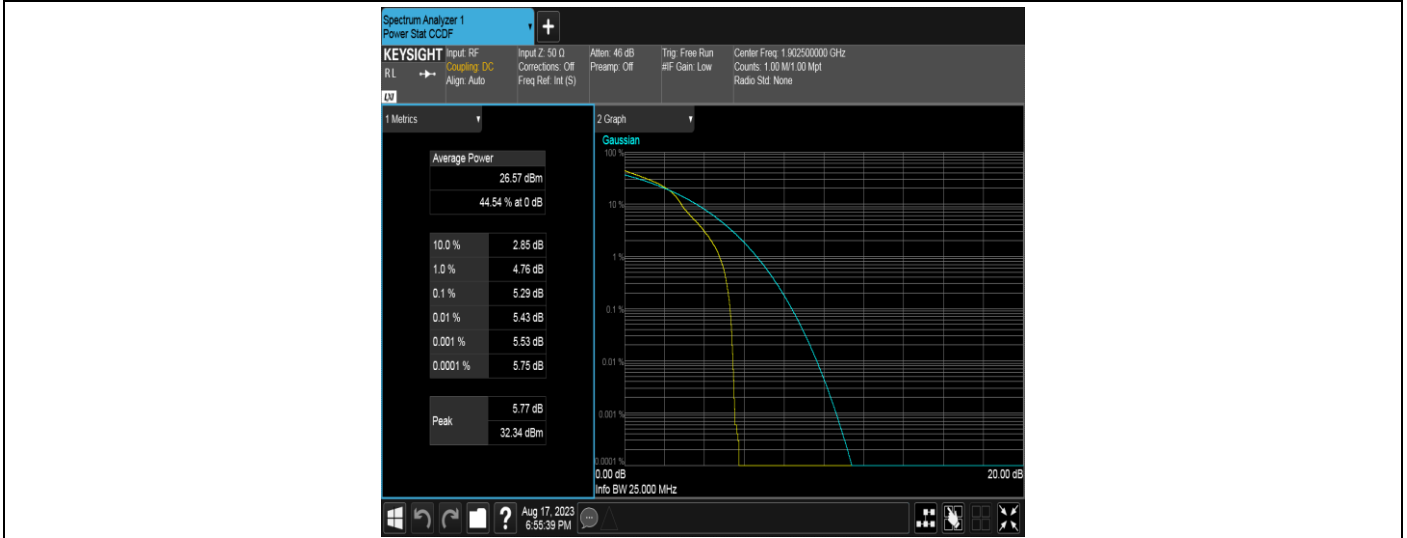 Spectrum Analyzer 1
Power Stat CCDF
+
KEYSIGHT
RL
LXI
Input: RF
Coupling: DC
Align: Auto
Input Z: 50 Ω
Corrections: Off
Freq Ref: Int (S)
Atten: 46 dB
Preamp: Off
Trig: Free Run
#IF Gain: Low
Center Freq: 1.902500000 GHz
Counts: 1.00 M/1.00 Mpt
Radio Std: None
1 Metrics
Average Power
26.57 dBm
44.54 % at 0 dB
10.0 % 2.85 dB
1.0 % 4.76 dB
0.1 % 5.29 dB
0.01 % 5.43 dB
0.001 % 5.53 dB
0.0001 % 5.75 dB
Peak
5.77 dB
32.34 dBm
2 Graph
Gaussian
100 %
10 %
1 %
0.1 %
0.01 %
0.001 %
0.0001 %
0.00 dB 20.00 dB
Info BW 25.000 MHz
?
Aug 17, 2023
6:55:39 PM